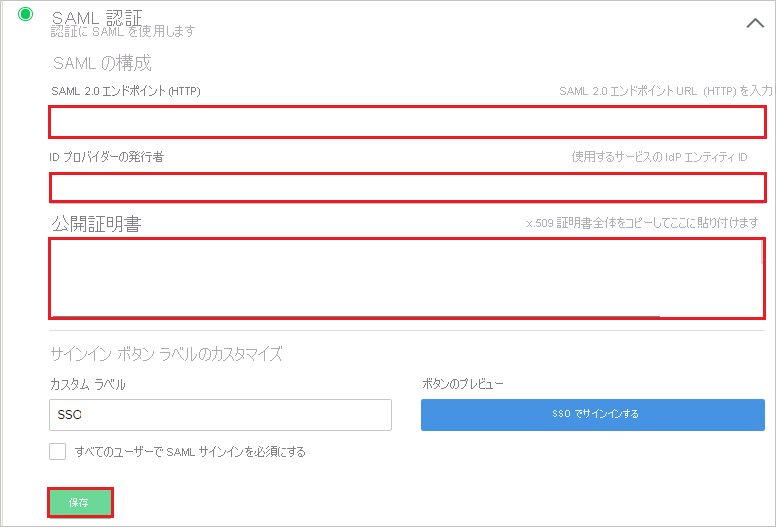 SAML 認証
認証に SAML を使用します
SAML の構成
SAML 2.0 エンドポイント (HTTP)
SAML 2.0 エンドポイント URL (HTTP) を入力
ID プロバイダーの発行者
使用するサービスの IdP エンティティ ID
公開証明書
x.509 証明書全体をコピーしてここに貼り付けます
サインイン ボタン ラベルのカスタマイズ
カスタム ラベル
ボタンのプレビュー
SSO
SSO でサインインする
すべてのユーザーで SAML サインインを必須にする
保存